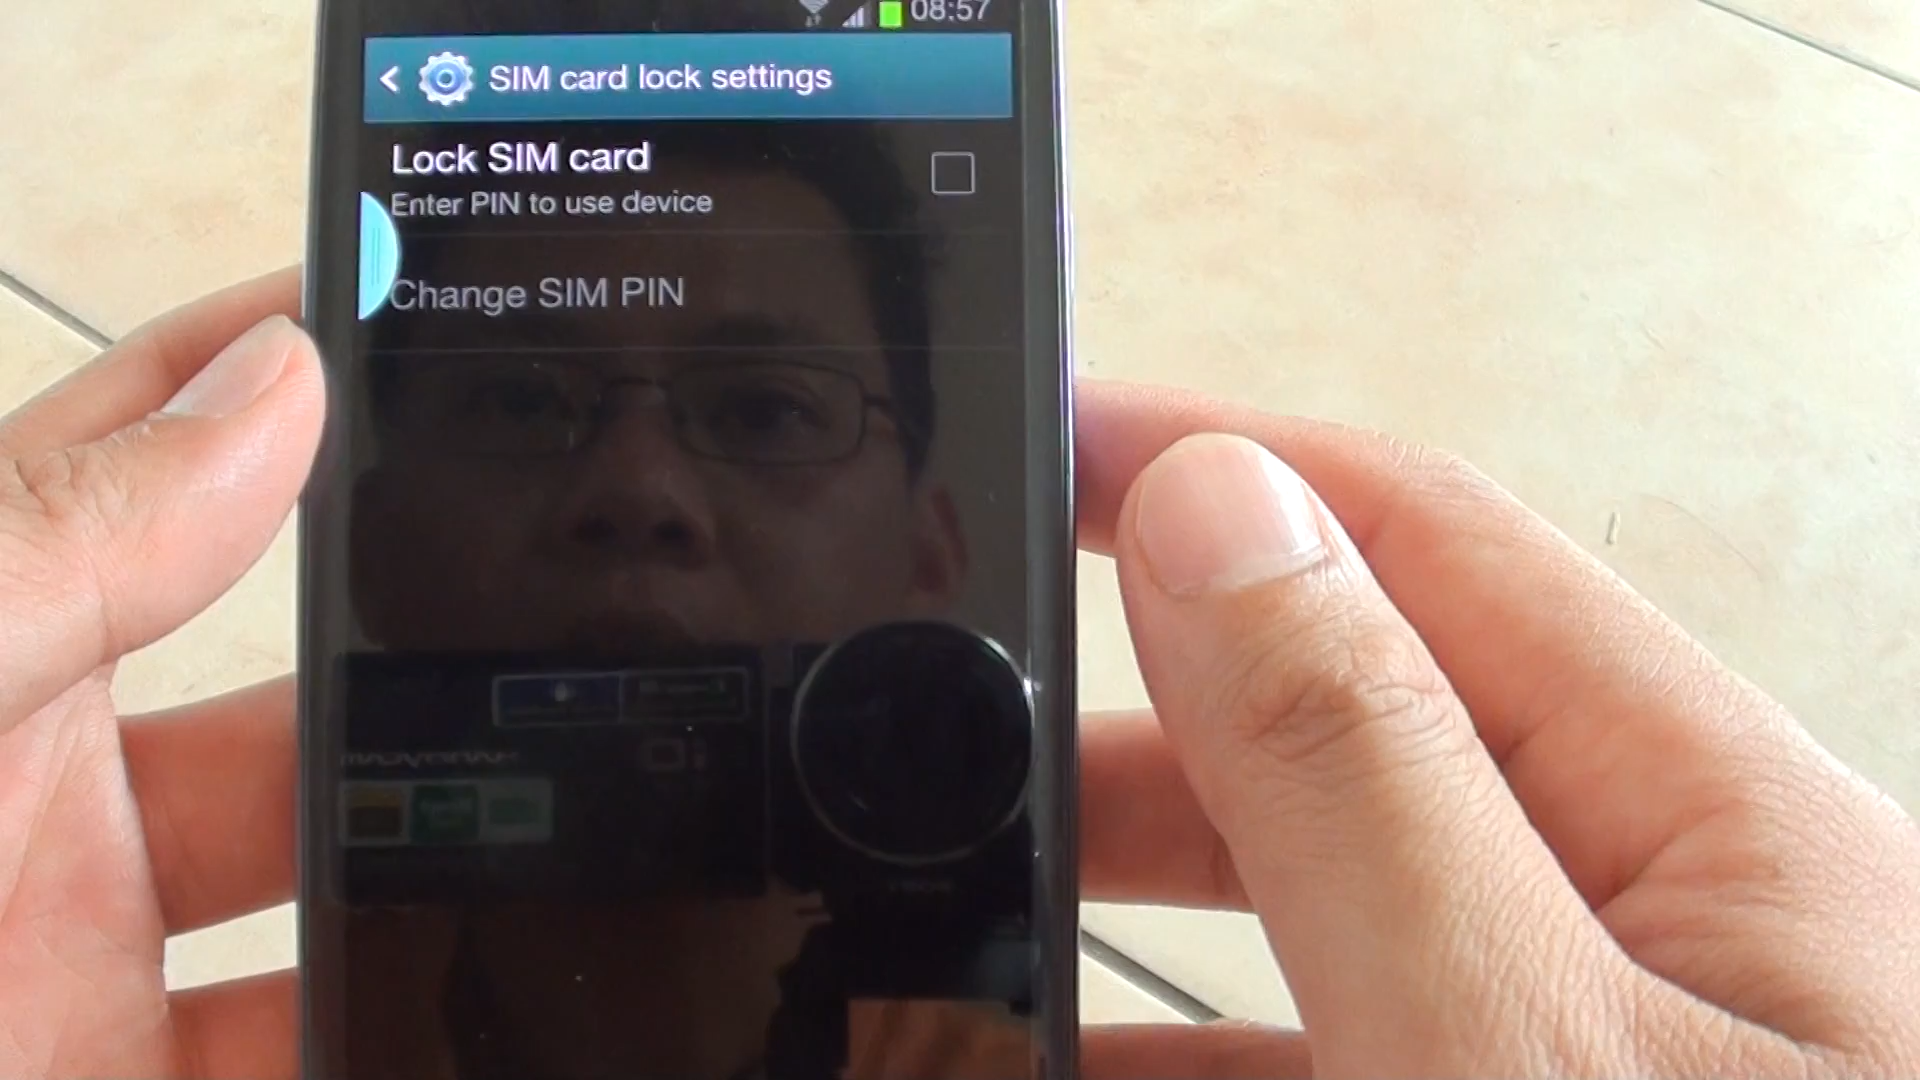 08:57
SIM card lock settings
Lock SIM card
Enter PIN to use device
Change SIM PIN